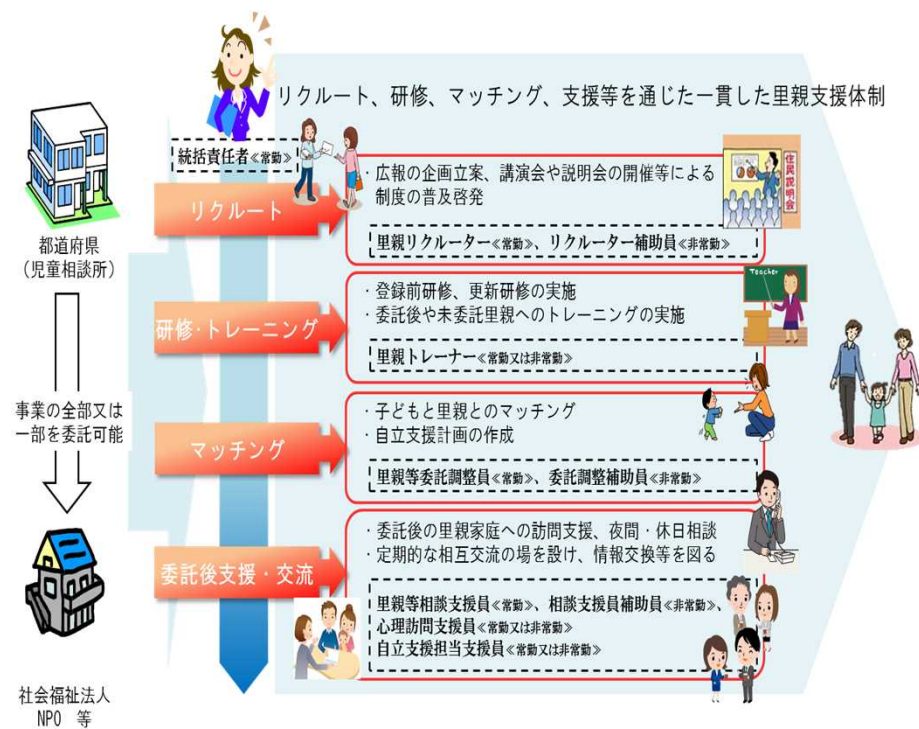 リクルート、研修、マッチング、支援等を通じた一貫した里親支援体制
統括責任者≪常勤≫
都道府県
（児童相談所）
事業の全部又は
一部を委託可能
社会福祉法人
NPO 等
リクルート
・広報の企画立案、講演会や説明会の開催等による
制度の普及啓発
里親リクルーター≪常勤≫、リクルーター補助員≪非常勤≫
住民説明会
研修・トレーニング
・登録前研修、更新研修の実施
・委託後や未委託里親へのトレーニングの実施
里親トレーナー≪常勤又は非常勤≫
Teacher
マッチング
・子どもと里親とのマッチング
・自立支援計画の作成
里親等委託調整員≪常勤≫、委託調整補助員≪非常勤≫
委託後支援・交流
・委託後の里親家庭への訪問支援、夜間・休日相談
・定期的な相互交流の場を設け、情報交換等を図る
里親等相談支援員≪常勤≫、相談支援員補助員≪非常勤≫、
心理訪問支援員≪常勤又は非常勤≫
自立支援担当支援員≪常勤又は非常勤≫